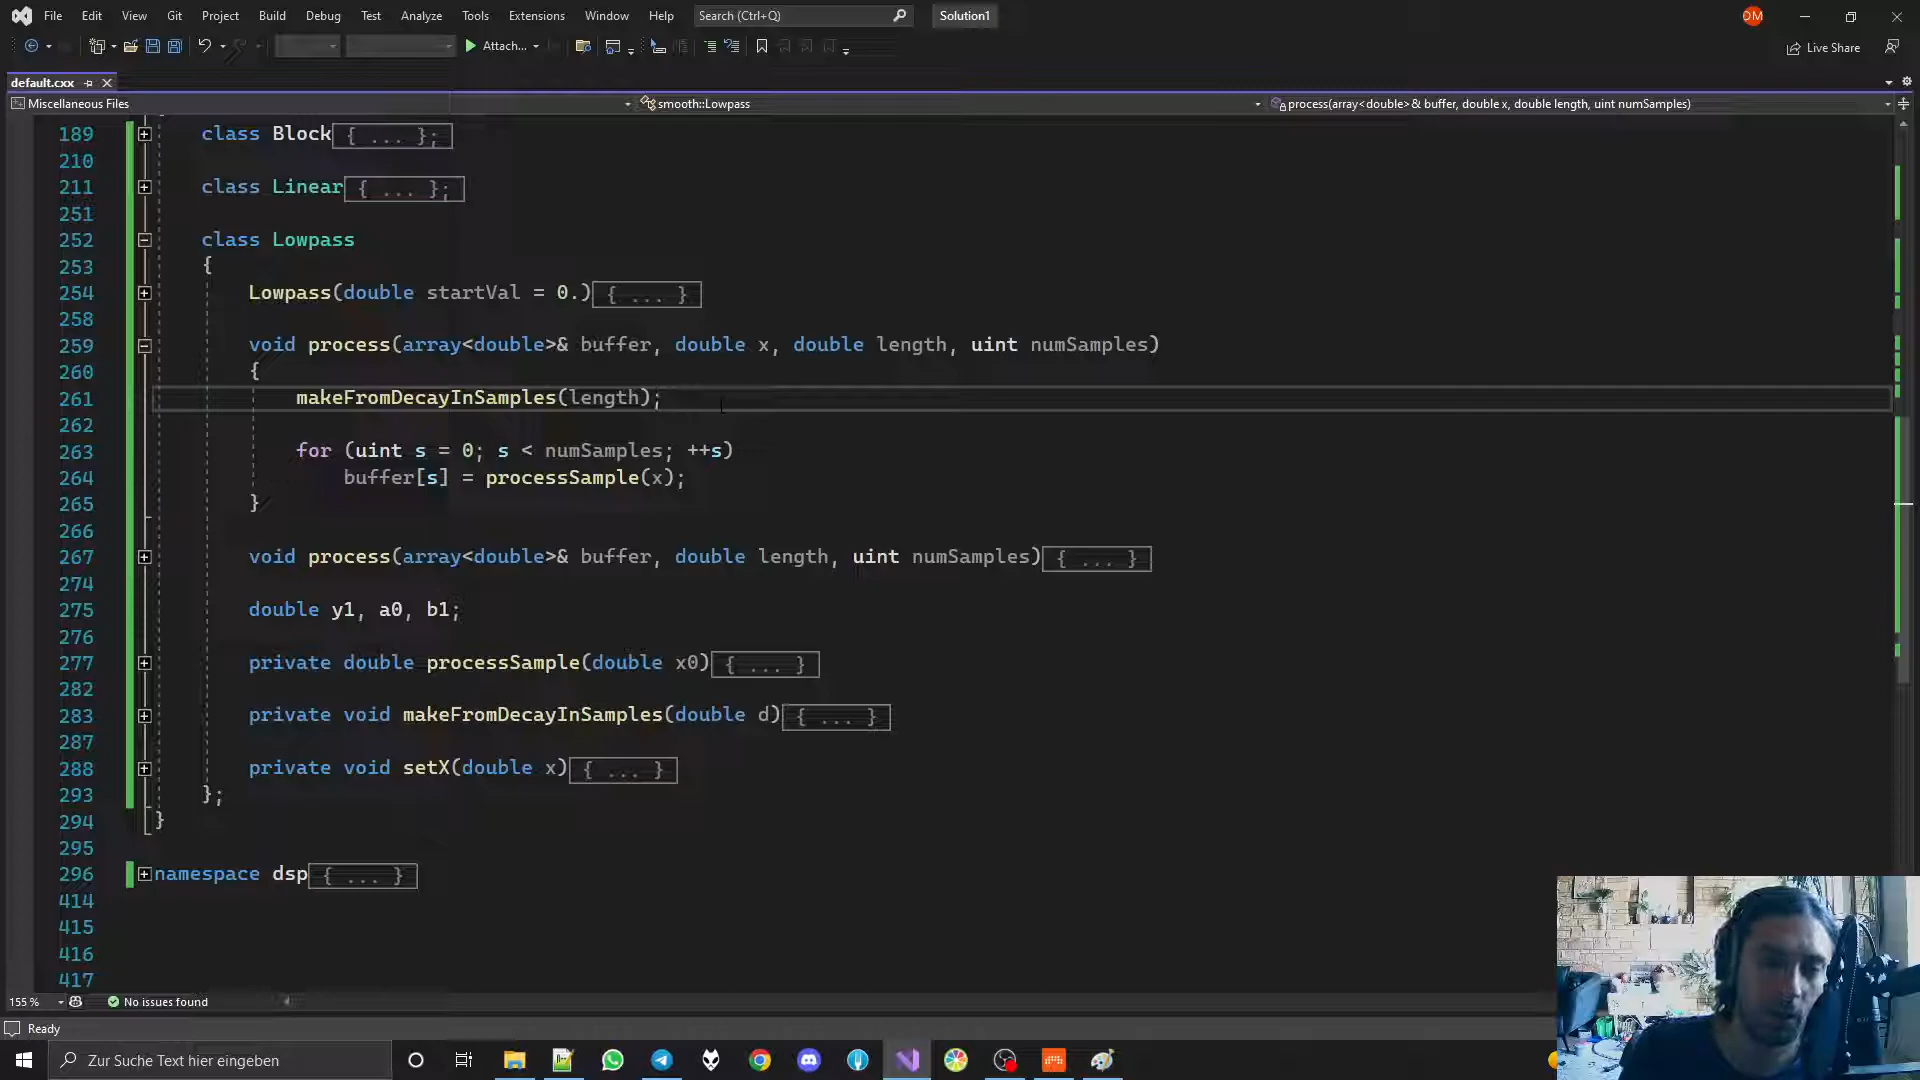 File Edit View Git Project Build Debug Test Analyze Tools Extensions Window Help Search (Ctrl+Q) Solution1 DM
Attach... Live Share
default.cxx
Miscellaneous Files smooth::Lowpass process(array<double>& buffer, double x, double length, uint numSamples)
189 class Block{ ... };
210
211 class Linear{ ... };
251
252 class Lowpass
253 {
254 Lowpass(double startVal = 0.){ ... }
258
259 void process(array<double>& buffer, double x, double length, uint numSamples)
260 {
261 makeFromDecayInSamples(length);
262
263 for (uint s = 0; s < numSamples; ++s)
264 buffer[s] = processSample(x);
265 }
266
267 void process(array<double>& buffer, double length, uint numSamples){ ... }
274
275 double y1, a0, b1;
276
277 private double processSample(double x0){ ... }
282
283 private void makeFromDecayInSamples(double d){ ... }
287
288 private void setX(double x){ ... }
293 };
294 }
295
296 namespace dsp{ ... }
414
415
416
417
155 % No issues found
Ready
Zur Suche Text hier eingeben